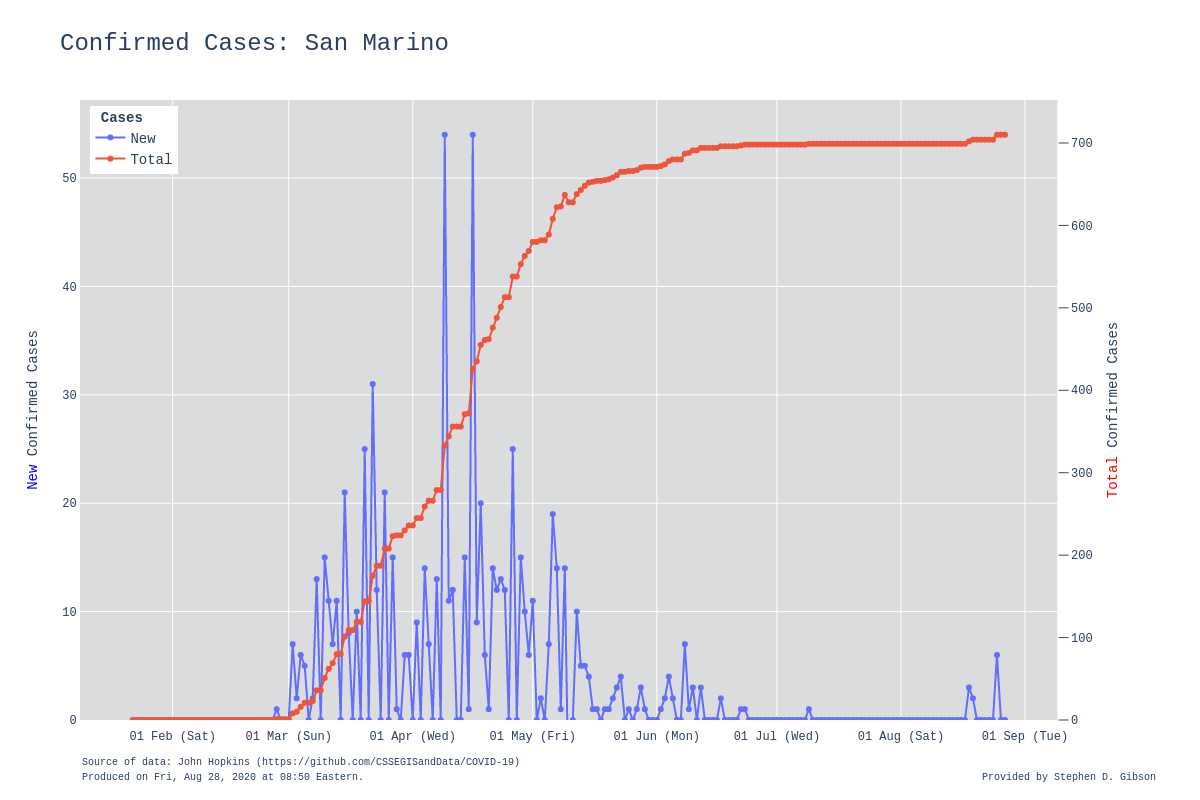 Confirmed Cases: San Marino
Cases
New
Total
50
40
30
20
10
0
700
600
500
400
300
200
100
0
New Confirmed Cases
Total Confirmed Cases
01 Feb (Sat) 01 Mar (Sun) 01 Apr (Wed) 01 May (Fri) 01 Jun (Mon) 01 Jul (Wed) 01 Aug (Sat) 01 Sep (Tue)
Source of data: John Hopkins (https://github.com/CSSEGISandData/COVID-19)
Produced on Fri, Aug 28, 2020 at 08:50 Eastern.
Provided by Stephen D. Gibson